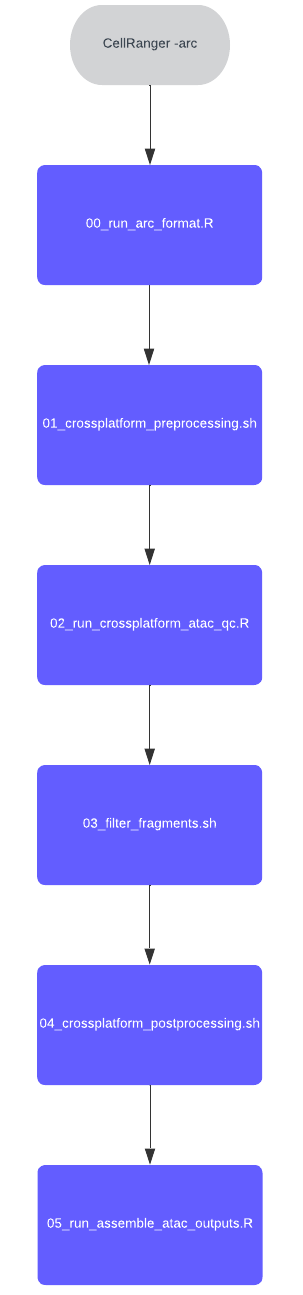 CellRanger -arc
00_run_arc_format.R
01_crossplatform_preprocessing.sh
02_run_crossplatform_atac_qc.R
03_filter_fragments.sh
04_crossplatform_postprocessing.sh
05_run_assemble_atac_outputs.R